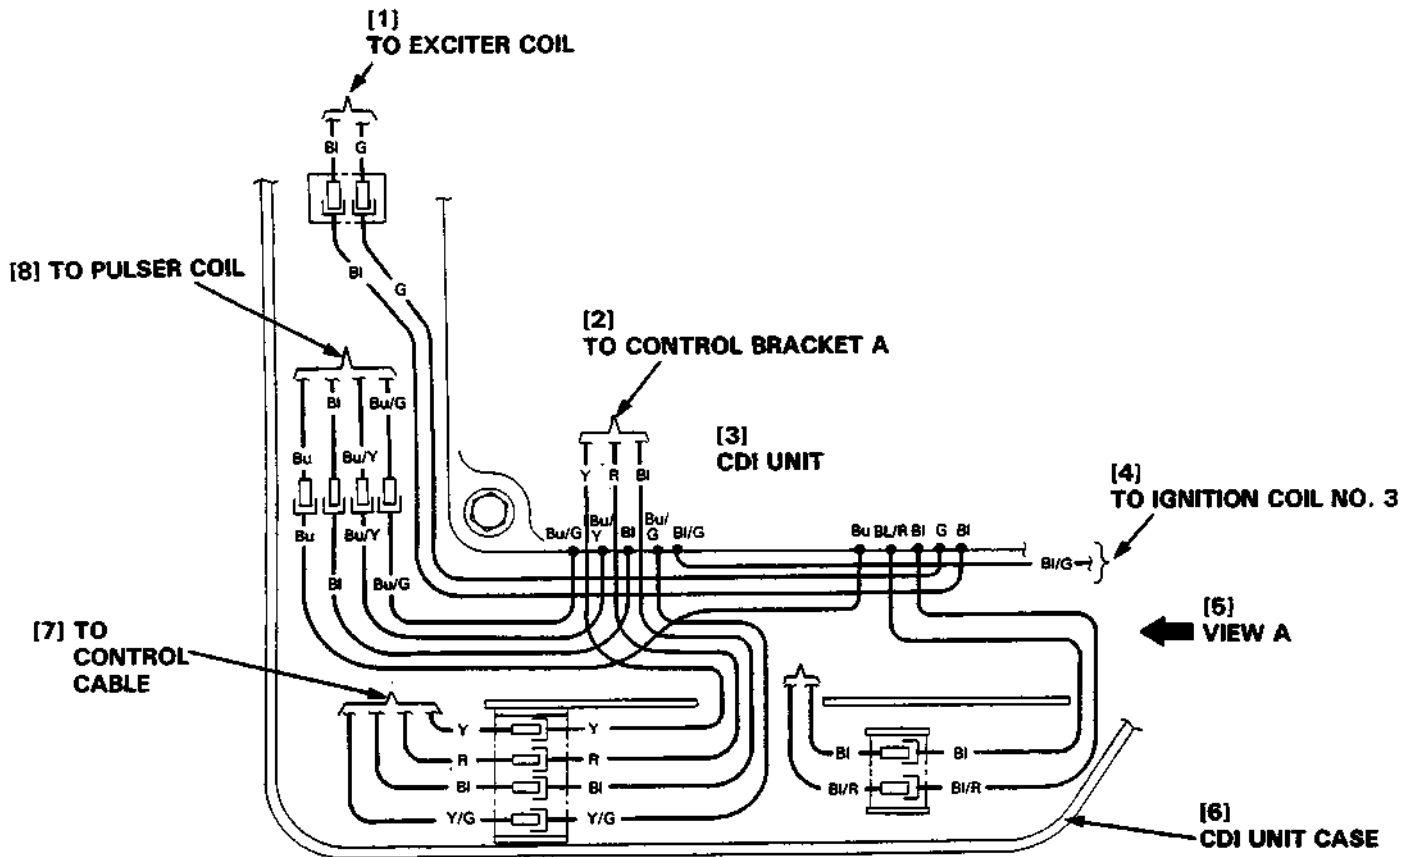 [1]
TO EXCITER COIL
Bl G
Bl
G
[8] TO PULSER COIL
[2]
TO CONTROL BRACKET A
Bl Bu/G
Bu Bu/Y
[3]
CDI UNIT
Y R Bl
[4]
TO IGNITION COIL NO. 3
Bu Bu/Y
Bl Bu/G
Bu/G Bu/Y Bl Bu/G Bl/G
Bu BL/R Bl G Bl
Bl/G
[5]
VIEW A
[7] TO
CONTROL
CABLE
Y Y
R R
Bl Bl
Y/G Y/G
Bl Bl
Bl/R Bl/R
[6]
CDI UNIT CASE